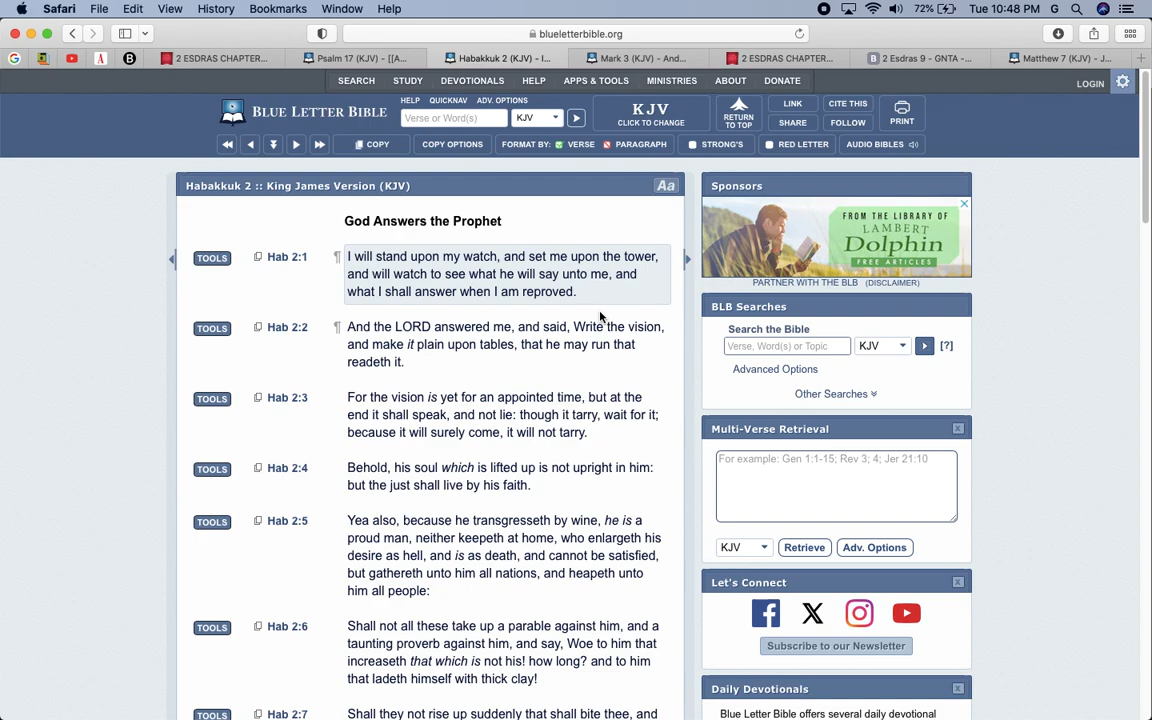 Safari File Edit View History Bookmarks Window Help 72% Tue 10:48 PM G
blueletterbible.org
2 ESDRAS CHAPTER... Psalm 17 (KJV) - [[A... Habakkuk 2 (KJV) - I... Mark 3 (KJV) - And... 2 ESDRAS CHAPTER... 2 Esdras 9 - GNTA - ... Matthew 7 (KJV) - J...
SEARCH STUDY DEVOTIONALS HELP APPS & TOOLS MINISTRIES ABOUT DONATE LOGIN
BLUE LETTER BIBLE
HELP QUICKNAV ADV. OPTIONS
Verse or Word(s) KJV
KJV
CLICK TO CHANGE
RETURN
TO TOP
LINK CITE THIS
SHARE FOLLOW
PRINT
COPY COPY OPTIONS FORMAT BY: VERSE PARAGRAPH STRONG'S RED LETTER AUDIO BIBLES
Habakkuk 2 :: King James Version (KJV) Aa
God Answers the Prophet
TOOLS Hab 2:1 ¶ I will stand upon my watch, and set me upon the tower,
and will watch to see what he will say unto me, and
what I shall answer when I am reproved.
TOOLS Hab 2:2 ¶ And the LORD answered me, and said, Write the vision,
and make it plain upon tables, that he may run that
readeth it.
TOOLS Hab 2:3 For the vision is yet for an appointed time, but at the
end it shall speak, and not lie: though it tarry, wait for it;
because it will surely come, it will not tarry.
TOOLS Hab 2:4 Behold, his soul which is lifted up is not upright in him:
but the just shall live by his faith.
TOOLS Hab 2:5 Yea also, because he transgresseth by wine, he is a
proud man, neither keepeth at home, who enlargeth his
desire as hell, and is as death, and cannot be satisfied,
but gathereth unto him all nations, and heapeth unto
him all people:
TOOLS Hab 2:6 Shall not all these take up a parable against him, and a
taunting proverb against him, and say, Woe to him that
increaseth that which is not his! how long? and to him
that ladeth himself with thick clay!
TOOLS Hab 2:7 Shall they not rise up suddenly that shall bite thee, and
Sponsors
FROM THE LIBRARY OF
LAMBERT
Dolphin
FREE ARTICLES
PARTNER WITH THE BLB (DISCLAIMER)
BLB Searches
Search the Bible
Verse, Word(s) or Topic KJV [?]
Advanced Options
Other Searches
Multi-Verse Retrieval X
For example: Gen 1:1-15; Rev 3; 4; Jer 21:10
KJV Retrieve Adv. Options
Let's Connect X
Subscribe to our Newsletter
Daily Devotionals X
Blue Letter Bible offers several daily devotional